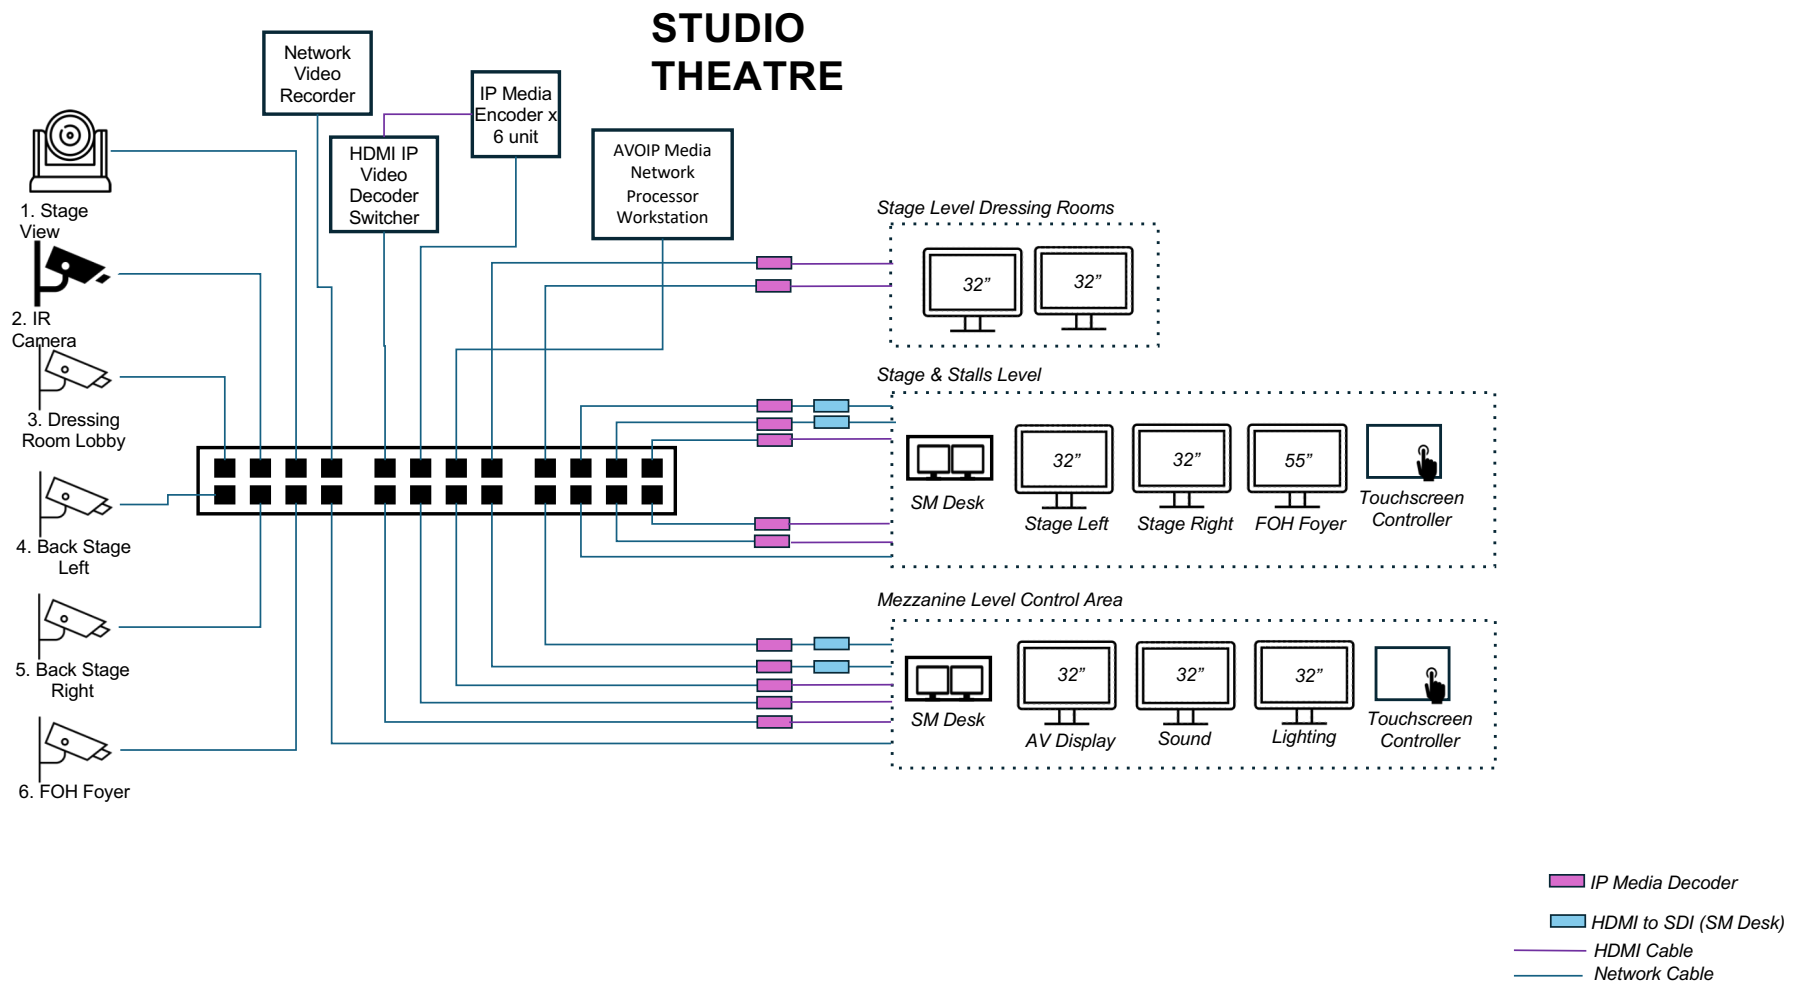 STUDIO
THEATRE
Network
Video
Recorder
IP Media
Encoder x
6 unit
HDMI IP
Video
Decoder
Switcher
AVOIP Media
Network
Processor
Workstation
1. Stage
View
2. IR
Camera
3. Dressing
Room Lobby
4. Back Stage
Left
5. Back Stage
Right
6. FOH Foyer
Stage Level Dressing Rooms
32”
32”
Stage & Stalls Level
SM Desk
32”
Stage Left
32”
Stage Right
55”
FOH Foyer
Touchscreen
Controller
Mezzanine Level Control Area
SM Desk
32”
AV Display
32”
Sound
32”
Lighting
Touchscreen
Controller
IP Media Decoder
HDMI to SDI (SM Desk)
HDMI Cable
Network Cable